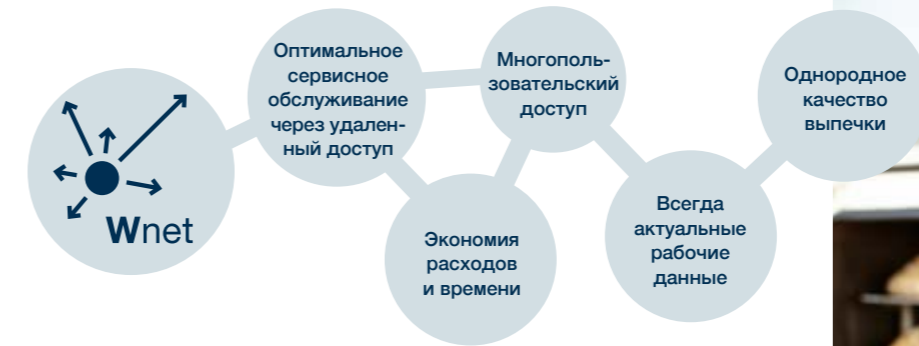 Wnet
Оптимальное
сервисное
обслуживание
через удален-
ный доступ
Экономия
расходов
и времени
Многополь-
зовательский
доступ
Всегда
актуальные
рабочие
данные
Однородное
качество
выпечки